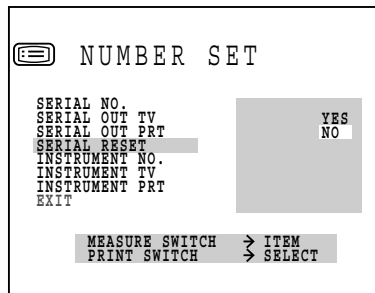 NUMBER SET
SERIAL NO.
SERIAL OUT TV
SERIAL OUT PRT
SERIAL RESET
INSTRUMENT NO.
INSTRUMENT TV
INSTRUMENT PRT
EXIT
YES
NO
MEASURE SWITCH → ITEM
PRINT SWITCH → SELECT